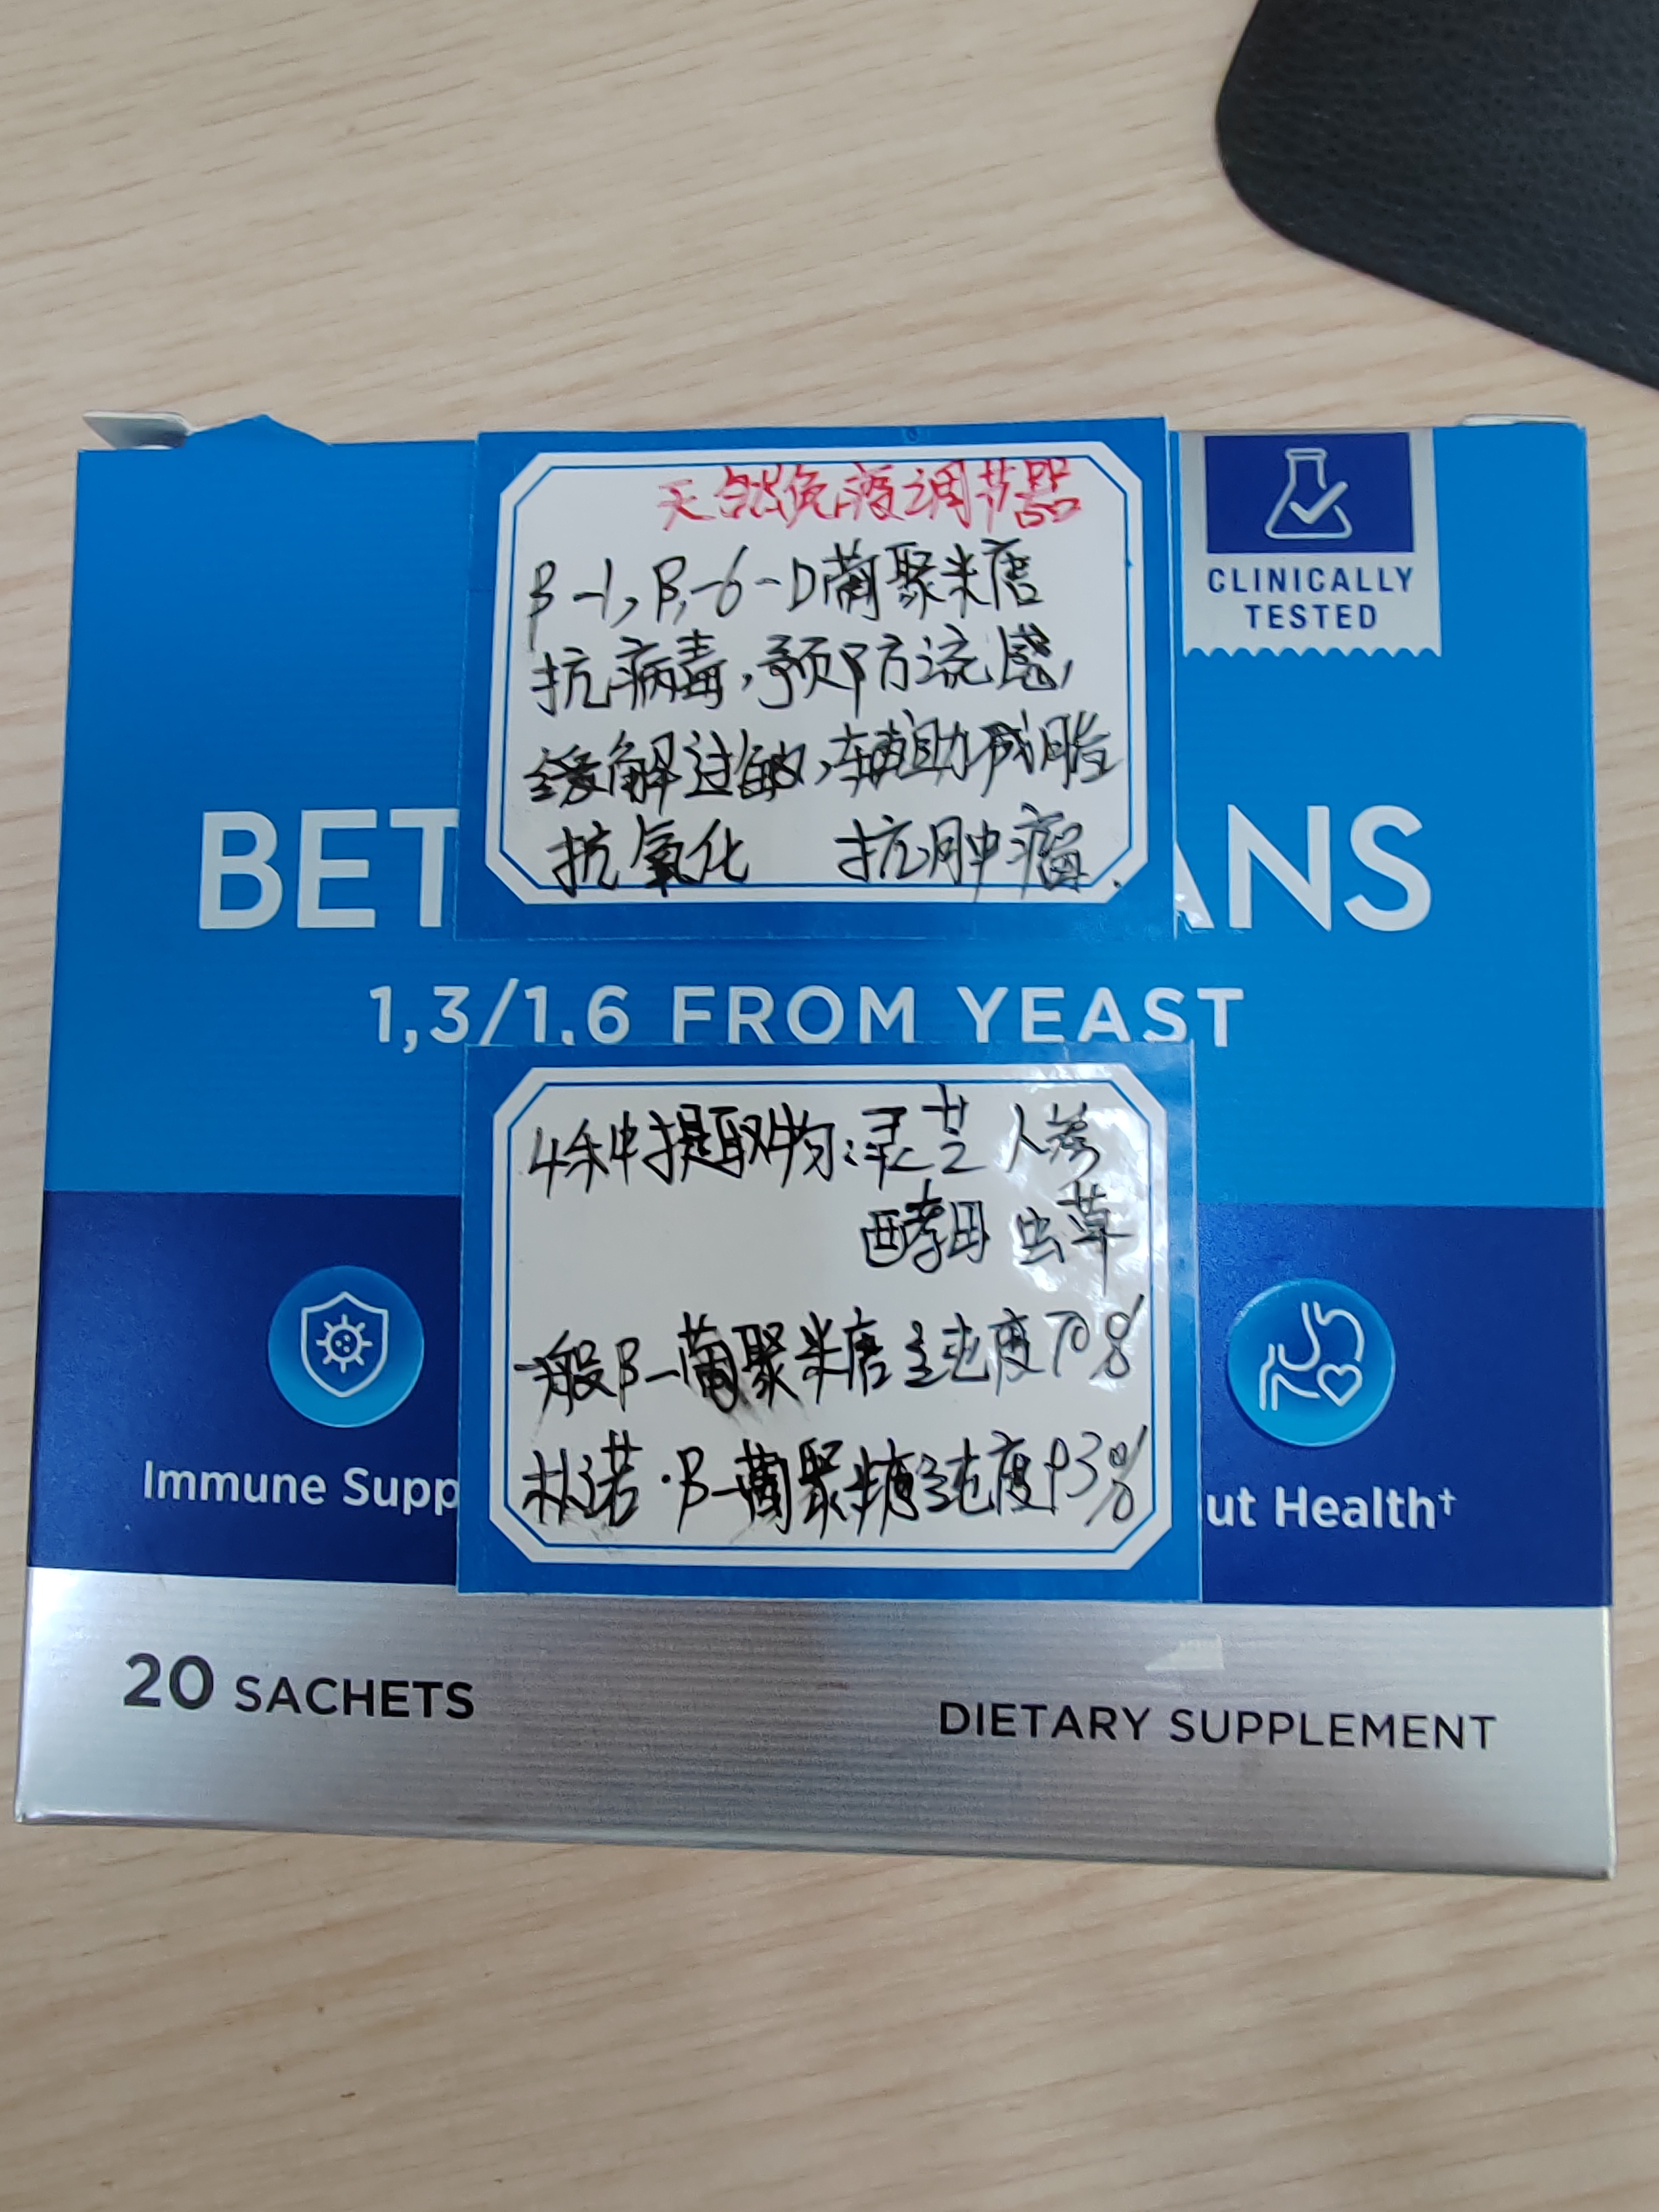 天然免疫调节器
β-1,β,-6-D葡聚米唐
抗病毒,预防流感,
缓解过敏,辅助减脂
抗氧化 抗肿瘤.
CLINICALLY
TESTED
BET ANS
1,3/1,6 FROM YEAST
4种提取物:灵芝 人参
酵母 虫草
一般β-葡聚米唐纯度70%
朴诺·β-葡聚糖纯度93%
Immune Supp
ut Health†
20 SACHETS
DIETARY SUPPLEMENT